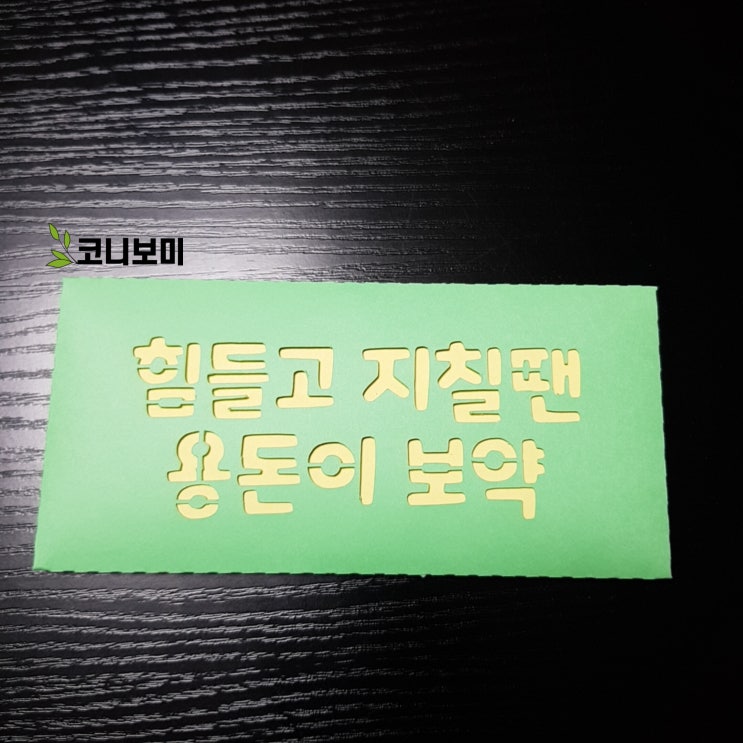 코니보미
힘들고 지칠땐
용돈이 보약